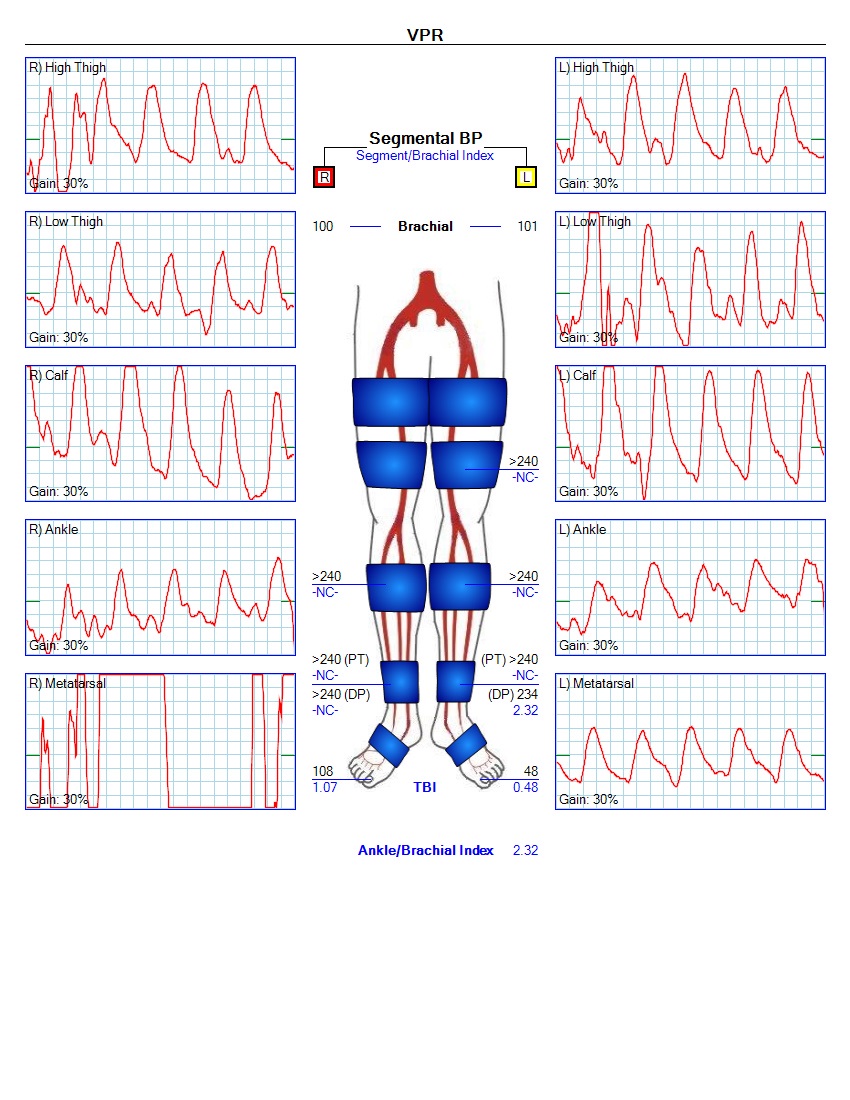 VPR
R) High Thigh
Gain: 30%
L) High Thigh
Gain: 30%
Segmental BP
Segment/Brachial Index
R
L
100
Brachial
101
R) Low Thigh
Gain: 30%
L) Low Thigh
Gain: 30%
R) Calf
Gain: 30%
L) Calf
Gain: 30%
>240
-NC-
R) Ankle
Gain: 30%
L) Ankle
Gain: 30%
>240
-NC-
>240
-NC-
>240 (PT)
-NC-
>240 (DP)
-NC-
(PT) >240
-NC-
(DP) 234
2.32
R) Metatarsal
Gain: 30%
L) Metatarsal
Gain: 30%
108
1.07
TBI
48
0.48
Ankle/Brachial Index 2.32